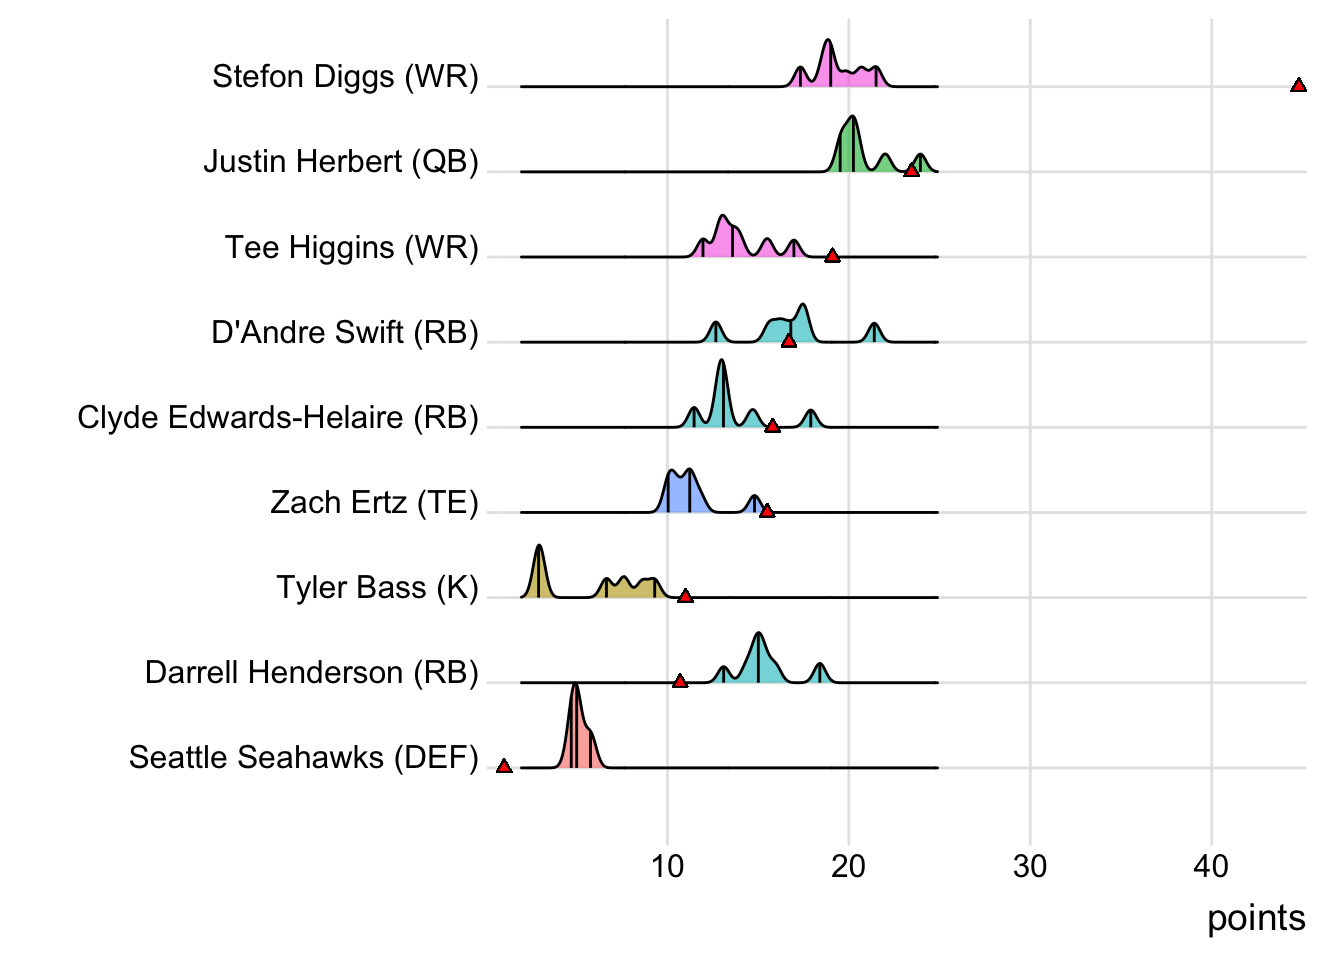 Stefon Diggs (WR)
Justin Herbert (QB)
Tee Higgins (WR)
D'Andre Swift (RB)
Clyde Edwards-Helaire (RB)
Zach Ertz (TE)
Tyler Bass (K)
Darrell Henderson (RB)
Seattle Seahawks (DEF)
10 20 30 40
points